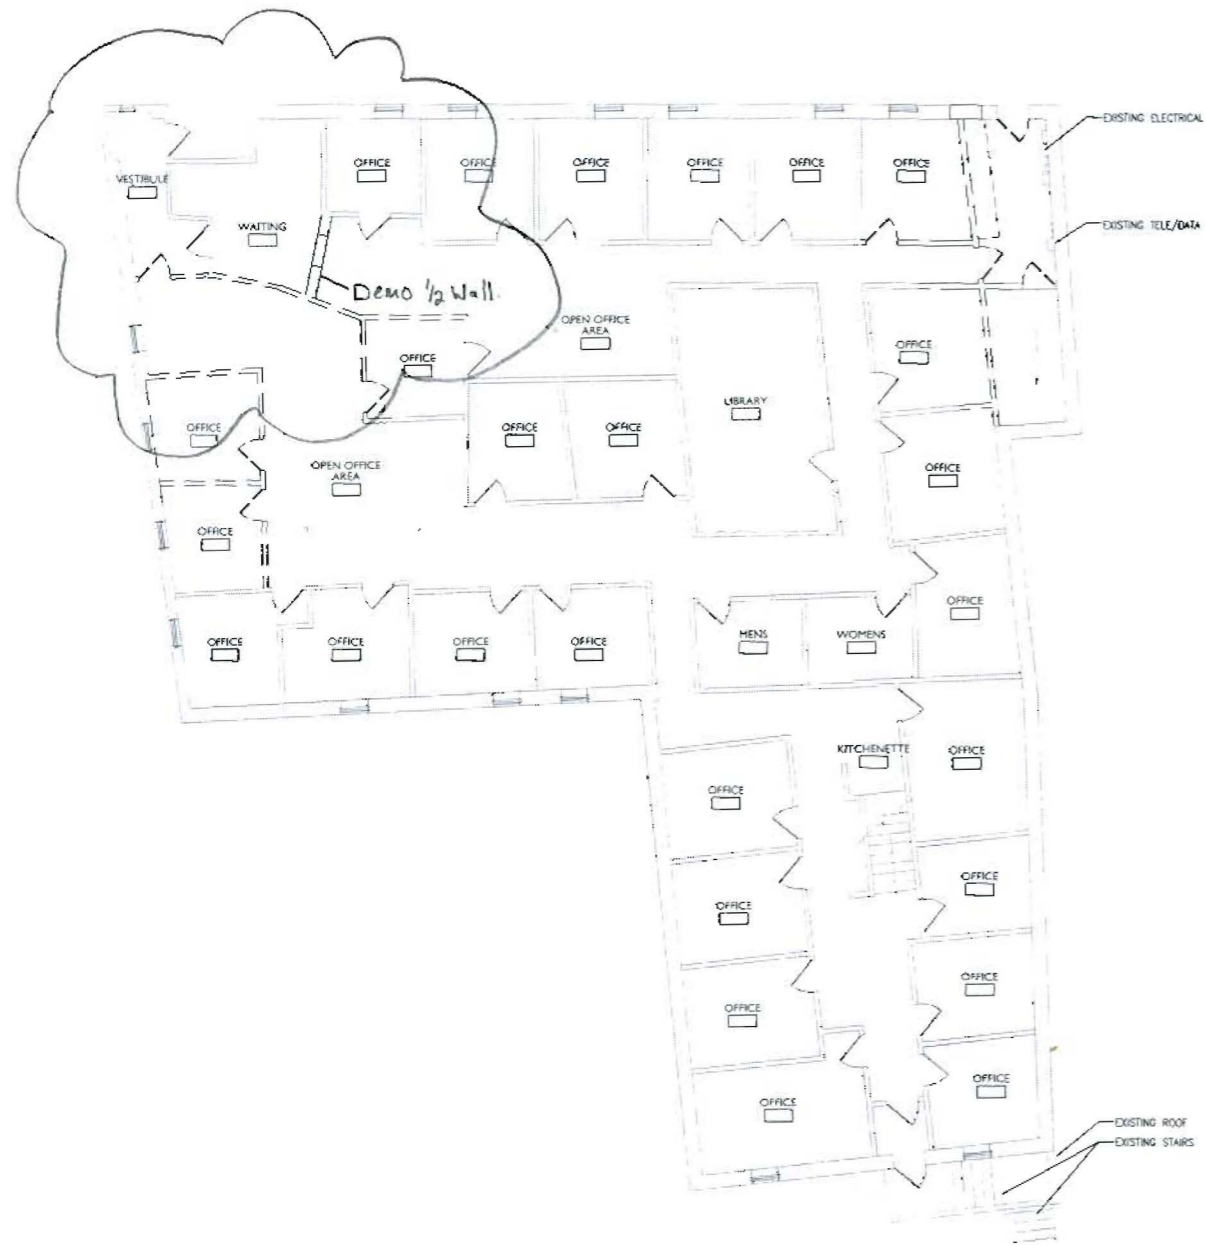 EXISTING ELECTRICAL
OFFICE
OFFICE
OFFICE
OFFICE
OFFICE
OFFICE
VESTIBULE
WAITING
EXISTING TELE/DATA
Demo 1/2 Wall.
OPEN OFFICE
AREA
OFFICE
OFFICE
LIBRARY
OFFICE
OFFICE
OFFICE
OPEN OFFICE
AREA
OFFICE
OFFICE
OFFICE
MENS
WOMENS
OFFICE
OFFICE
OFFICE
OFFICE
KITCHENETTE
OFFICE
OFFICE
OFFICE
OFFICE
OFFICE
OFFICE
OFFICE
OFFICE
OFFICE
EXISTING ROOF
EXISTING STAIRS